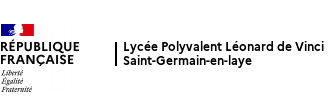 RÉPUBLIQUE
FRANÇAISE
Liberté
Égalité
Fraternité
Lycée Polyvalent Léonard de Vinci
Saint-Germain-en-laye